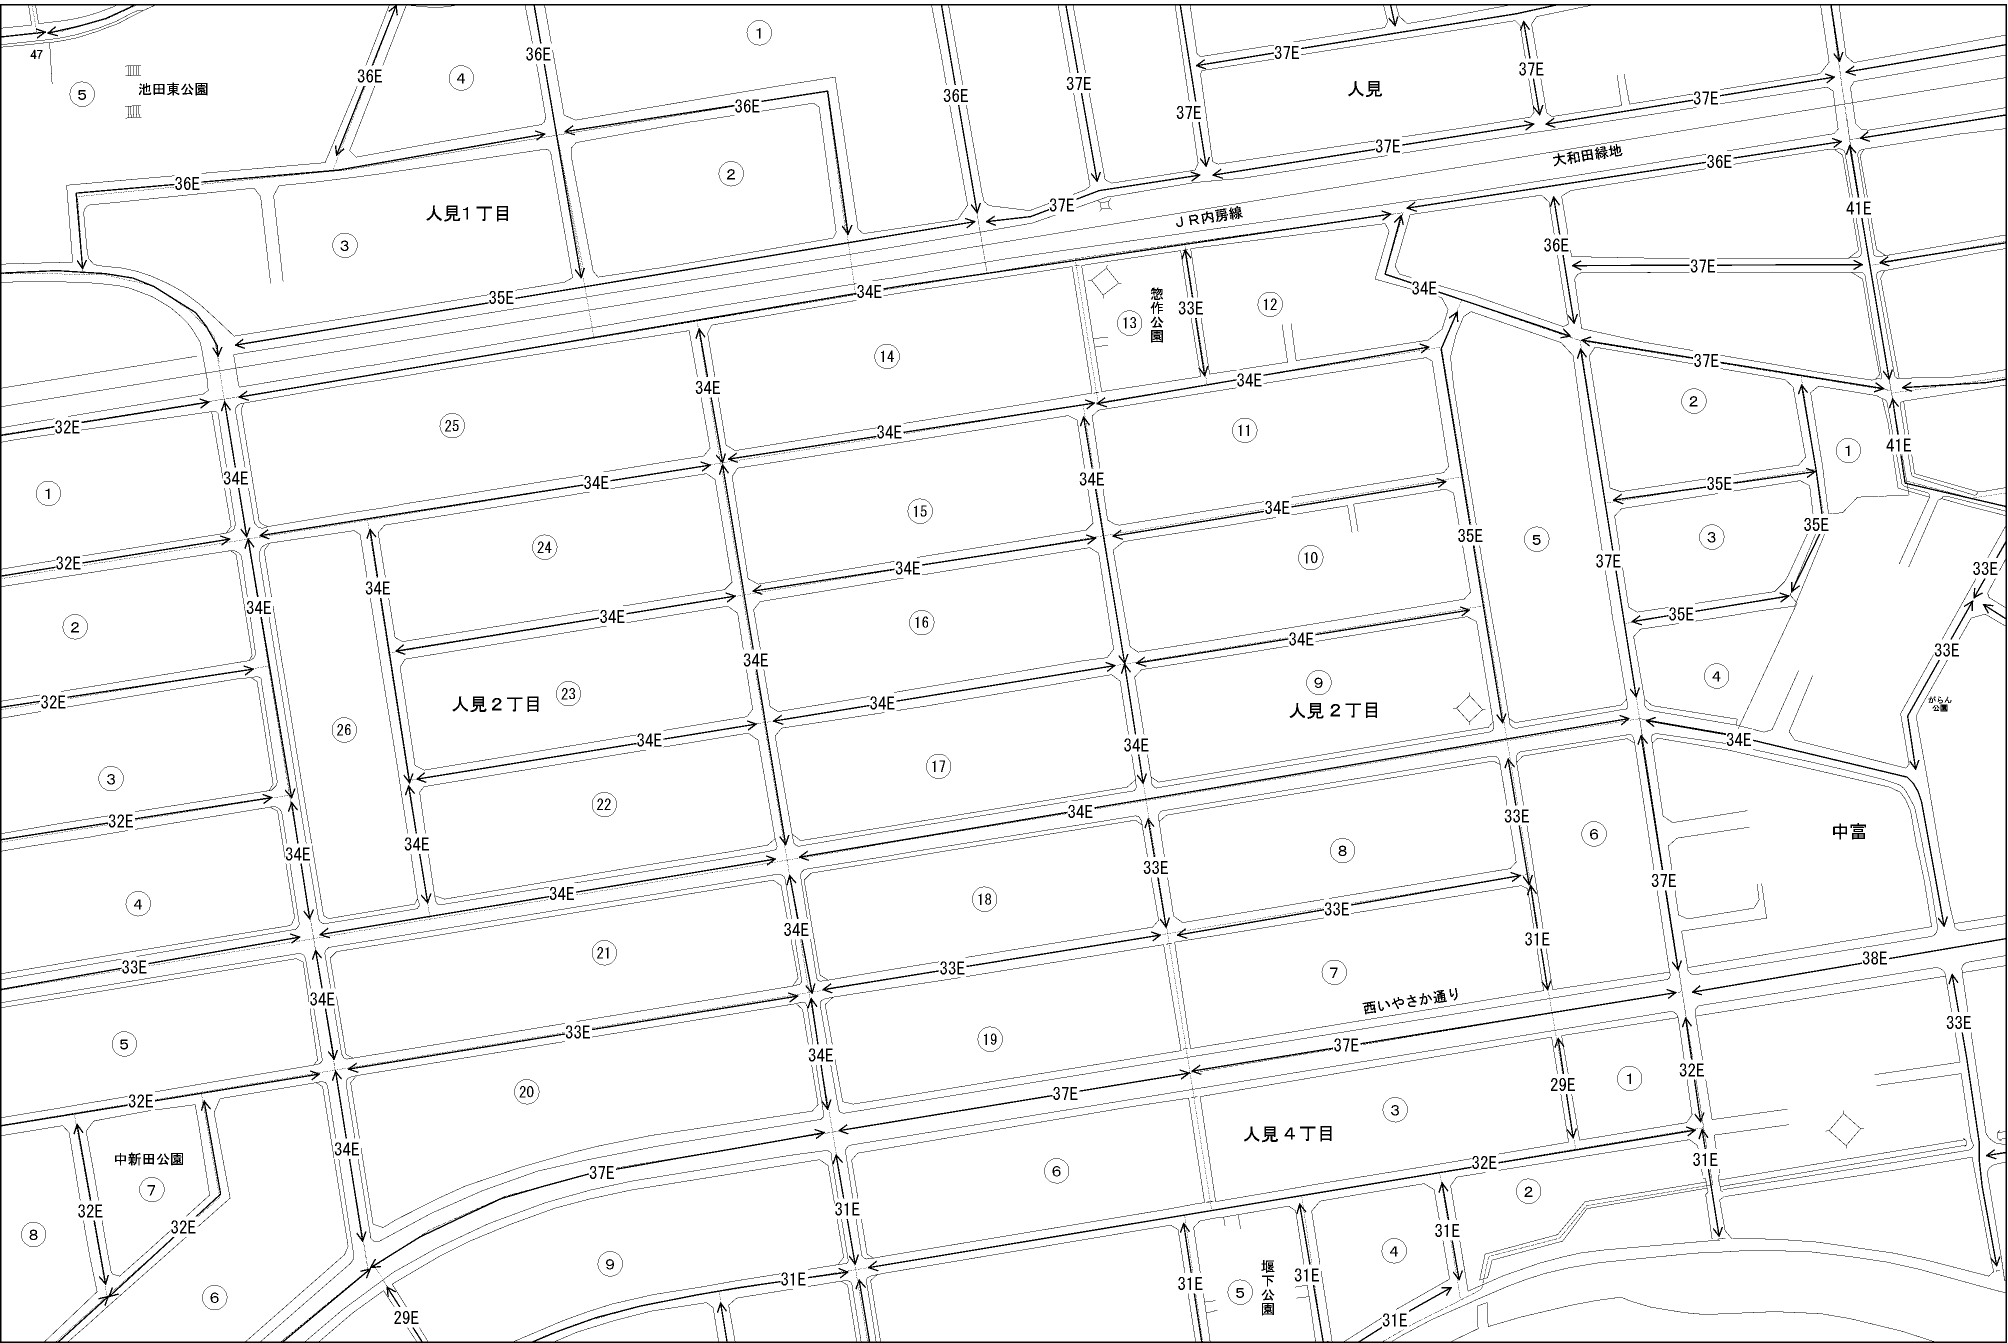 ①
36E
37E
37E
47
36E
④
37E
人見
⑤
池田東公園
36E
36E
37E
37E
37E
36E
37E
大和田緑地
36E
②
36E
人見1丁目
37E
JR内房線
41E
③
36E
37E
35E
34E
34E
惣作公園
33E
⑫
⑬
⑭
37E
34E
34E
②
32E
㉕
34E
⑪
41E
①
34E
①
34E
34E
35E
⑮
34E
35E
35E
㉔
⑤
③
32E
34E
⑩
37E
33E
34E
34E
②
34E
⑯
34E
35E
34E
33E
㉓
⑨
④
32E
人見2丁目
34E
人見2丁目
がらん
公園
㉖
34E
34E
34E
③
⑰
㉒
34E
33E
中富
32E
⑥
34E
34E
⑧
33E
37E
④
34E
⑱
33E
34E
31E
㉑
33E
33E
⑦
38E
34E
西いやさか通り
33E
⑤
33E
⑲
34E
37E
32E
①
29E
⑳
37E
32E
③
人見4丁目
34E
中新田公園
⑦
37E
⑥
32E
31E
②
32E
32E
31E
31E
⑧
⑨
④
堰下公園
31E
31E
31E
⑤
⑥
29E
31E